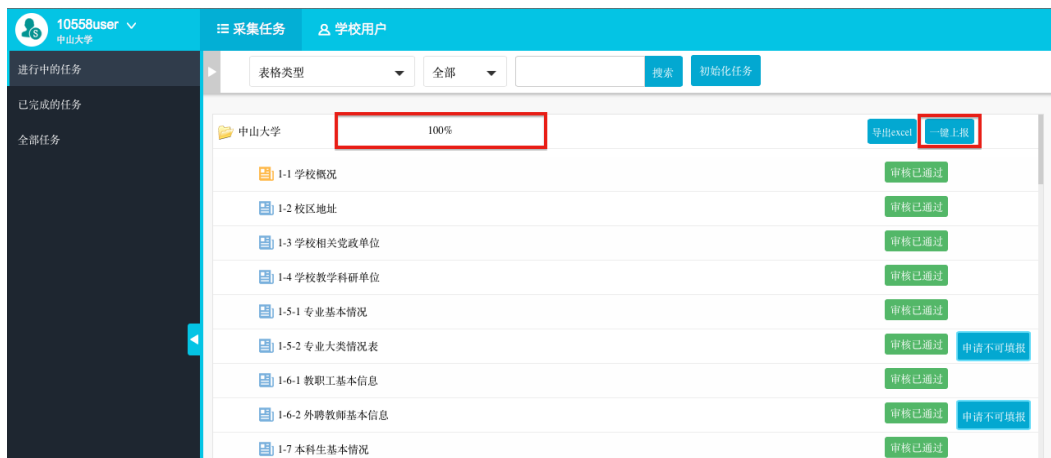 10558user
中山大学
采集任务
学校用户
进行中的任务
已完成的任务
全部任务
表格类型
全部
搜索
初始化任务
中山大学 100% 导出excel 一键上报
1-1 学校概况 审核已通过
1-2 校区地址 审核已通过
1-3 学校相关党政单位 审核已通过
1-4 学校教学科研单位 审核已通过
1-5-1 专业基本情况 审核已通过
1-5-2 专业大类情况表 审核已通过 申请不可填报
1-6-1 教职工基本信息 审核已通过
1-6-2 外聘教师基本信息 审核已通过 申请不可填报
1-7 本科生基本情况 审核已通过